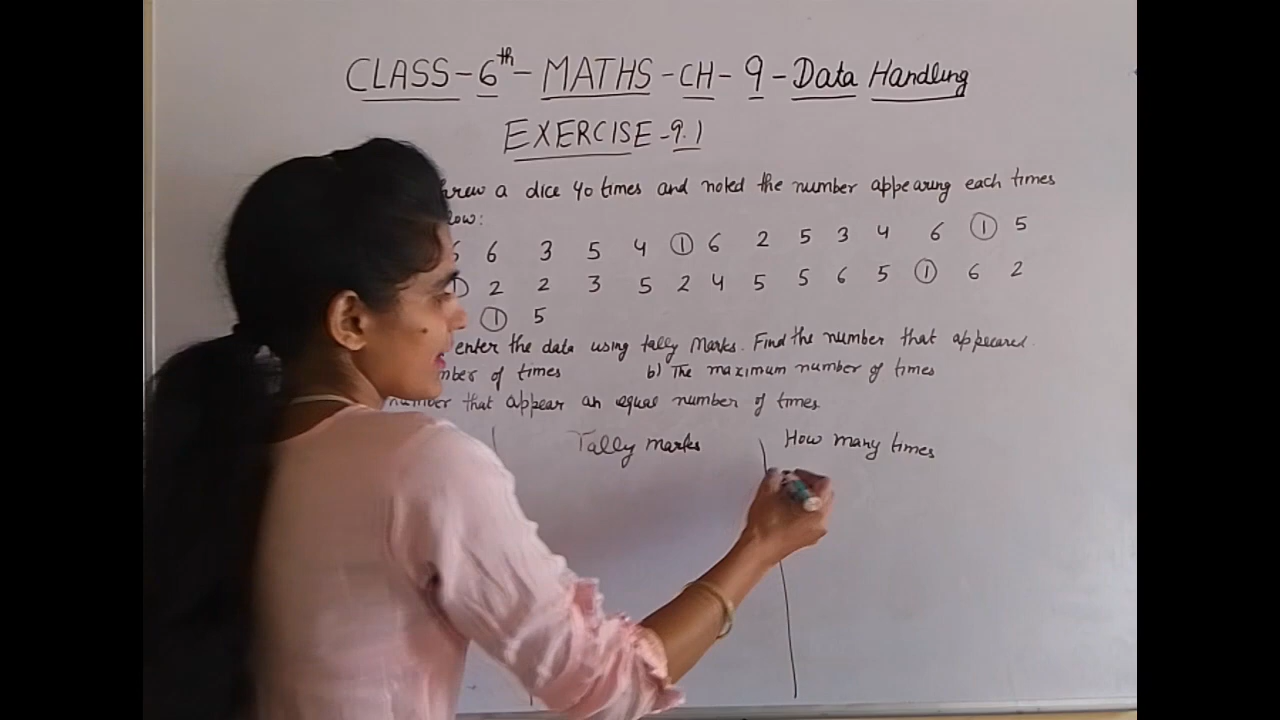 CLASS-6th-MATHS-CH-9-Data Handling
EXERCISE-9.1
a dice 40 times and noted the number appearing each times
6 3 5 4 1 6 2 5 3 4 6 1 5
2 2 3 5 2 4 5 5 6 5 1 6 2
1 5
enter the data using tally Marks. Find the number that appeared.
of times b) The maximum number of times
number that appear an equal number of times
Tally marks How many times